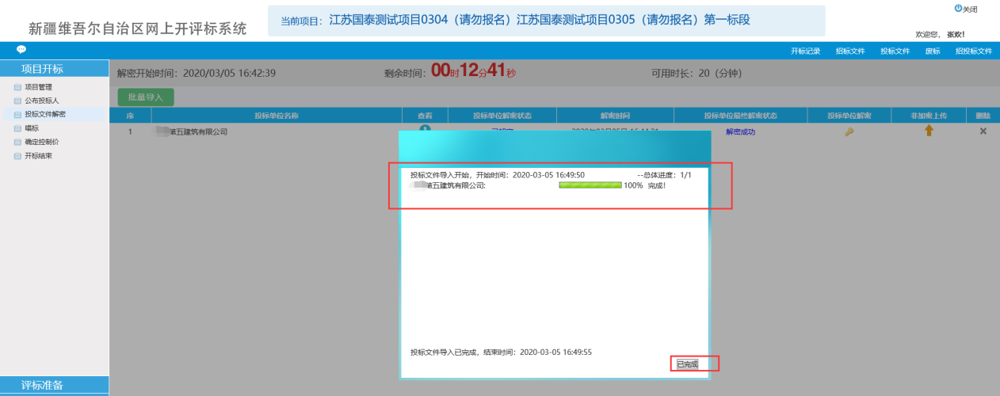 新疆维吾尔自治区网上开评标系统
当前项目：江苏国泰测试项目0304（请勿报名）江苏国泰测试项目0305（请勿报名）第一标段
关闭
欢迎您，张欢！
开标记录 招标文件 投标文件 废标 招投标文件
项目开标
项目管理
公布投标人
投标文件解密
唱标
确定控制价
开标结束
评标准备
解密开始时间：2020/03/05 16:42:39 剩余时间：00时12分41秒 可用时长：20（分钟）
批量导入
序 投标单位名称 查看 投标单位解密状态 解密时间 投标单位最终解密状态 投标单位解密 非加密上传 删除
1 第五建筑有限公司 解密成功
投标文件导入开始，开始时间：2020-03-05 16:49:50 --总体进度：1/1
第五建筑有限公司: 100% 完成!
投标文件导入已完成，结束时间：2020-03-05 16:49:55
已完成